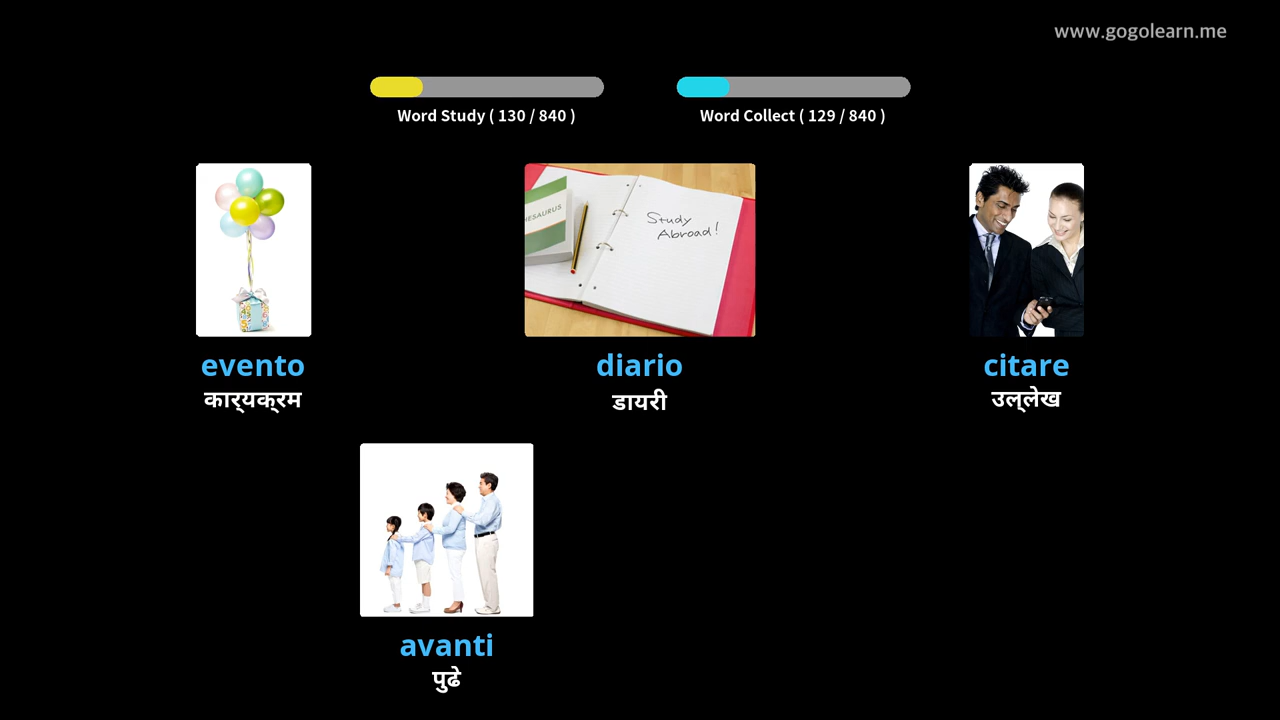 www.gogolearn.me
Word Study ( 130 / 840 )
Word Collect ( 129 / 840 )
THESAURUS
Study
Abroad!
evento
कार्‍यक्रम
diario
डायरी
citare
उल्लेख
avanti
पुढे